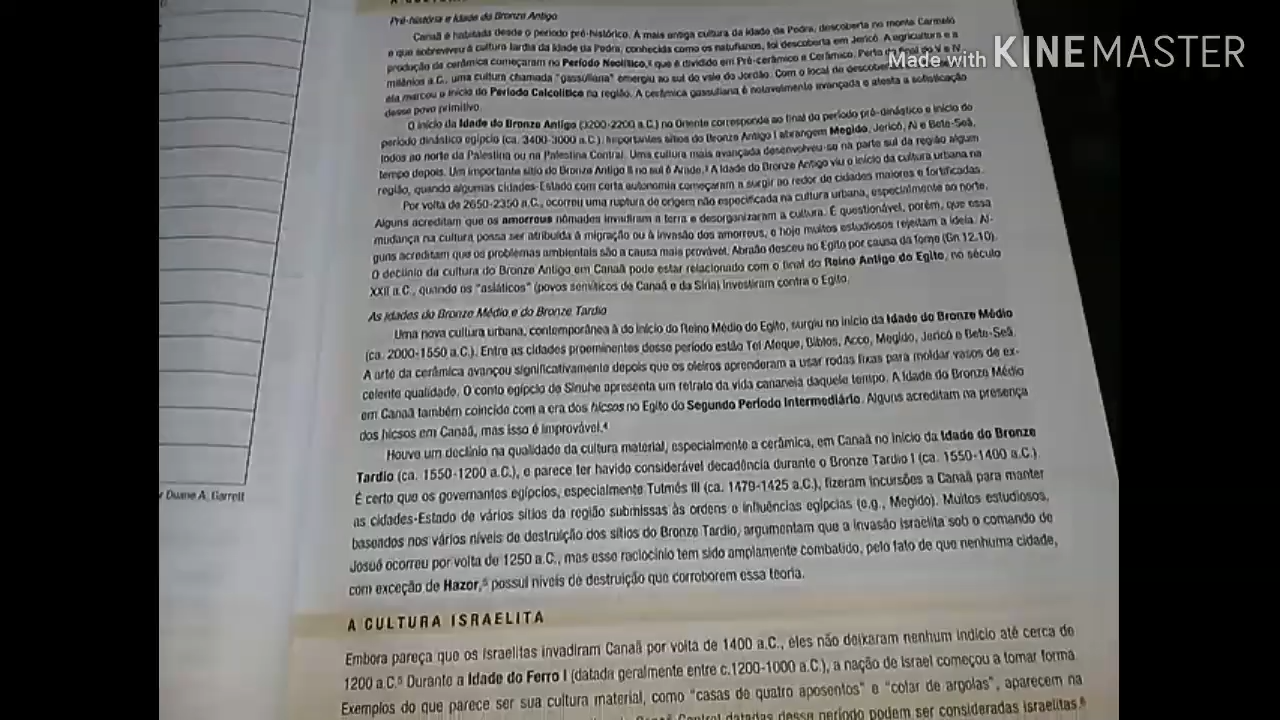 Pré-história e Idade do Bronze Antigo
Canaã é habitada desde o período pré-histórico. A mais antiga cultura da Idade da Pedra, descoberta no monte Carmelo
e que sobreviveu à cultura tardia da Idade da Pedra, conhecida como os natufianos, foi descoberta em Jericó. A agricultura e a
produção da cerâmica começaram no Período Neolítico,² que é dividido em Pré-cerâmico e Cerâmico. Perto do final do V e IV
Made with KINEMASTER
milênios a.C., uma cultura chamada "gassuliana" emergiu ao sul do vale do Jordão. Com o local de
ela marcou o início do Período Calcolítico na região. A cerâmica gassuliana é notavelmente avançada e atesta a sofisticação
desse povo primitivo.
O início da Idade do Bronze Antigo (3200-2200 a.C.) no Oriente corresponde ao final do período pré-dinástico e início do
período dinástico egípcio (ca. 3400-3000 a.C.). Importantes sítios do Bronze Antigo I abrangem Megido, Jericó, Ai e Bete-Seã,
todos ao norte da Palestina ou na Palestina Central. Uma cultura mais avançada desenvolveu-se na parte sul da região algum
tempo depois. Um importante sítio do Bronze Antigo II no sul é Arade.³ A Idade do Bronze Antigo viu o início da cultura urbana na
região, quando algumas cidades-Estado com certa autonomia começaram a surgir ao redor de cidades maiores e fortificadas.
Por volta de 2650-2350 a.C., ocorreu uma ruptura de origem não especificada na cultura urbana, especialmente ao norte.
Alguns acreditam que os amorreus nômades invadiram a terra e desorganizaram a cultura. É questionável, porém, que essa
mudança na cultura possa ser atribuída à migração ou à invasão dos amorreus, e hoje muitos estudiosos rejeitam a ideia. Al-
guns acreditam que os problemas ambientais são a causa mais provável. Abraão desceu ao Egito por causa da fome (Gn 12.10).
O declínio da cultura do Bronze Antigo em Canaã pode estar relacionado com o final do Reino Antigo do Egito, no século
XXII a.C., quando os "asiáticos" (povos semíticos de Canaã e da Síria) investiram contra o Egito.
As Idades do Bronze Médio e do Bronze Tardio
Uma nova cultura urbana, contemporânea à do início do Reino Médio do Egito, surgiu no início da Idade do Bronze Médio
(ca. 2000-1550 a.C.). Entre as cidades proeminentes desse período estão Tel Afeque, Biblos, Acco, Megido, Jericó e Bete-Seã.
A arte da cerâmica avançou significativamente depois que os oleiros aprenderam a usar rodas fixas para moldar vasos de ex-
celente qualidade. O conto egípcio de Sinuhe apresenta um retrato da vida cananeia daquele tempo. A Idade do Bronze Médio
em Canaã também coincide com a era dos hicsos no Egito do Segundo Período Intermediário. Alguns acreditam na presença
dos hicsos em Canaã, mas isso é improvável.⁴
Houve um declínio na qualidade da cultura material, especialmente a cerâmica, em Canaã no início da Idade do Bronze
Tardio (ca. 1550-1200 a.C.), e parece ter havido considerável decadência durante o Bronze Tardio I (ca. 1550-1400 a.C.).
É certo que os governantes egípcios, especialmente Tutmés III (ca. 1479-1425 a.C.), fizeram incursões a Canaã para manter
as cidades-Estado de vários sítios da região submissas às ordens e influências egípcias (e.g., Megido). Muitos estudiosos,
baseados nos vários níveis de destruição dos sítios do Bronze Tardio, argumentam que a invasão israelita sob o comando de
Josué ocorreu por volta de 1250 a.C., mas esse raciocínio tem sido amplamente combatido, pelo fato de que nenhuma cidade,
com exceção de Hazor,⁵ possui níveis de destruição que corroborem essa teoria.
Duane A. Garrett
A CULTURA ISRAELITA
Embora pareça que os israelitas invadiram Canaã por volta de 1400 a.C., eles não deixaram nenhum indício até cerca de
1200 a.C.⁵ Durante a Idade do Ferro I (datada geralmente entre c.1200-1000 a.C.), a nação de Israel começou a tomar forma.
Exemplos do que parece ser sua cultura material, como "casas de quatro aposentos" e "colar de argolas", aparecem na
Canaã Central datadas desse período podem ser consideradas israelitas.⁶